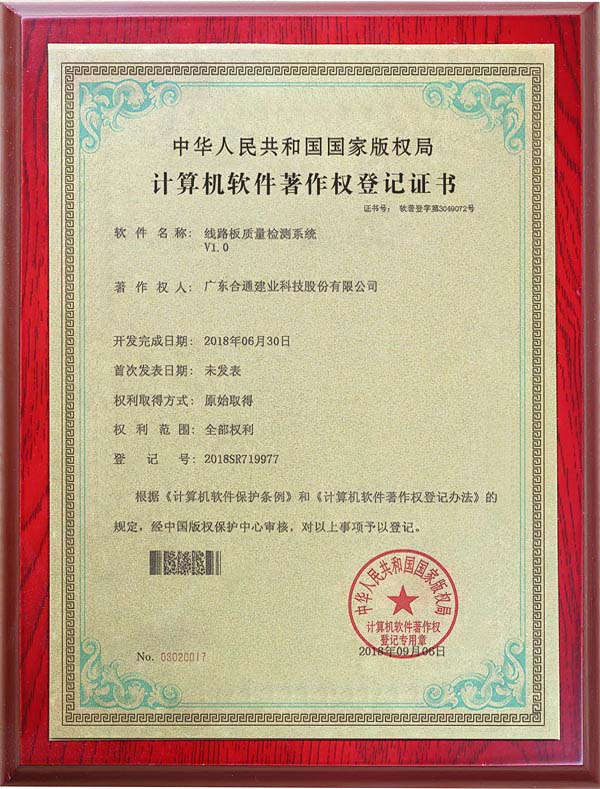 中华人民共和国国家版权局
计算机软件著作权登记证书
证书号: 软著登字第3049072号
软件名称: 线路板质量检测系统
V1.0
著作权人: 广东合通建业科技股份有限公司
开发完成日期: 2018年06月30日
首次发表日期: 未发表
权利取得方式: 原始取得
权利范围: 全部权利
登记号: 2018SR719977
根据《计算机软件保护条例》和《计算机软件著作权登记办法》的
规定，经中国版权保护中心审核，对以上事项予以登记。
中华人民共和国国家版权局
计算机软件著作权
登记专用章
No. 03020017
2018年09月06日